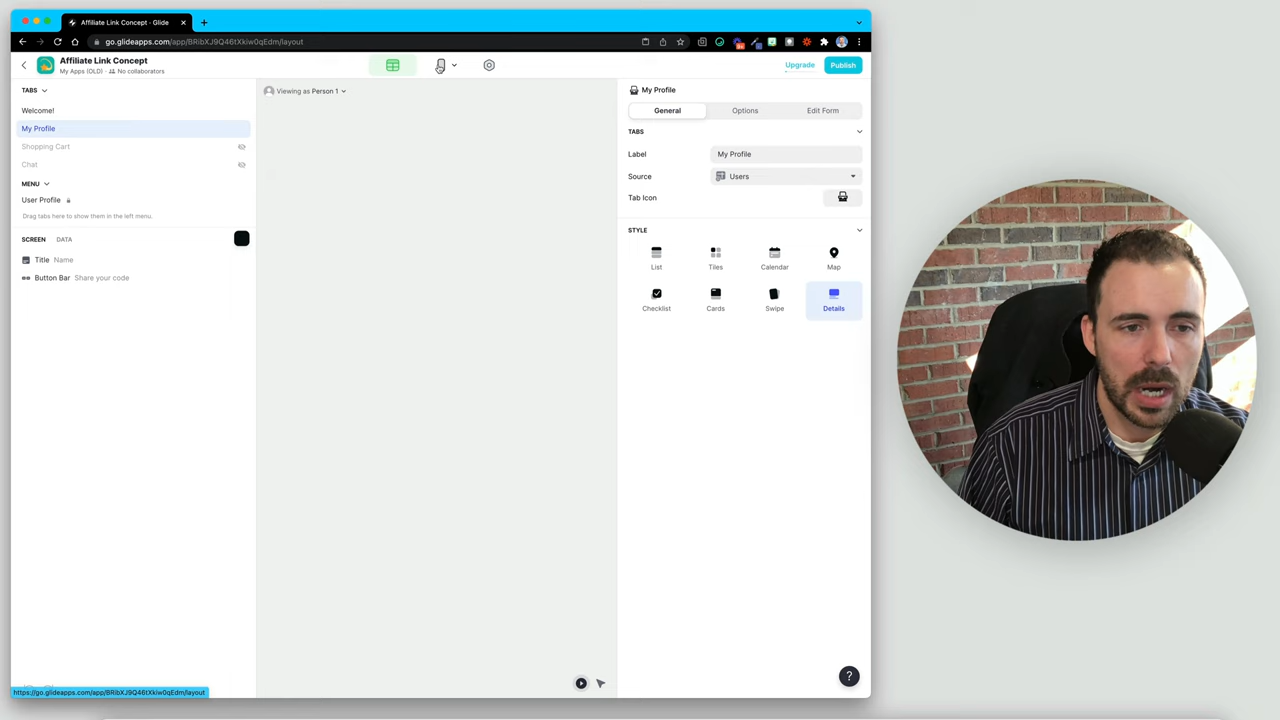 Affiliate Link Concept · Glide
go.glideapps.com/app/BRibXJ9Q46tXkiw0qEdm/layout
Affiliate Link Concept
My Apps (OLD) · No collaborators
Upgrade
Publish
TABS
Welcome!
My Profile
Shopping Cart
Chat
MENU
User Profile
Drag tabs here to show them in the left menu.
SCREEN DATA
Title Name
Button Bar Share your code
Viewing as Person 1
My Profile
General Options Edit Form
TABS
Label My Profile
Source Users
Tab Icon
STYLE
List Tiles Calendar Map
Checklist Cards Swipe Details
?
https://go.glideapps.com/app/BRibXJ9Q46tXkiw0qEdm/layout